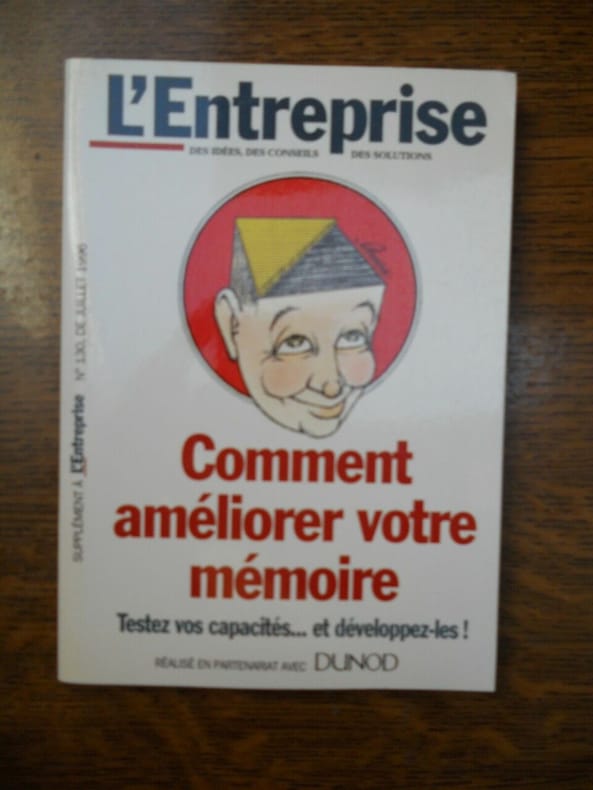 L'Entreprise
DES IDÉES, DES CONSEILS DES SOLUTIONS
SUPPLÉMENT À L'Entreprise N° 130, DE JUILLET 1996
Comment
améliorer votre
mémoire
Testez vos capacités... et développez-les !
RÉALISÉ EN PARTENARIAT AVEC DUNOD